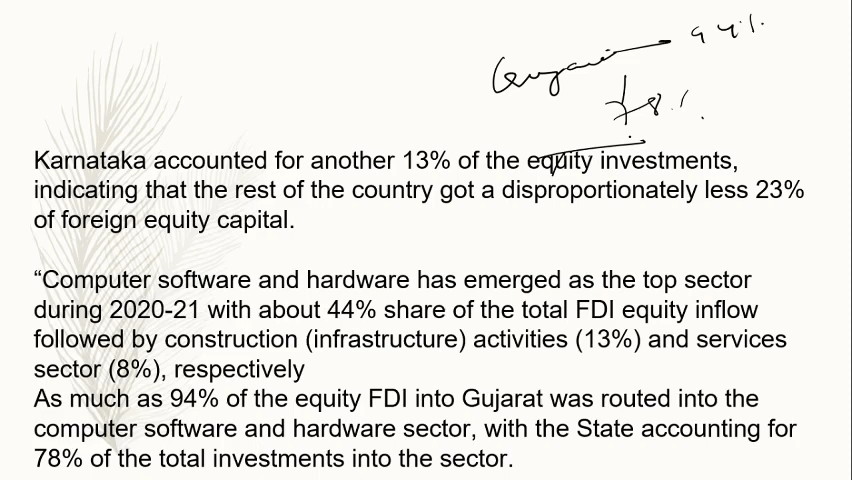 Gujarat 94%
78%.
Karnataka accounted for another 13% of the equity investments,
indicating that the rest of the country got a disproportionately less 23%
of foreign equity capital.
“Computer software and hardware has emerged as the top sector
during 2020-21 with about 44% share of the total FDI equity inflow
followed by construction (infrastructure) activities (13%) and services
sector (8%), respectively
As much as 94% of the equity FDI into Gujarat was routed into the
computer software and hardware sector, with the State accounting for
78% of the total investments into the sector.